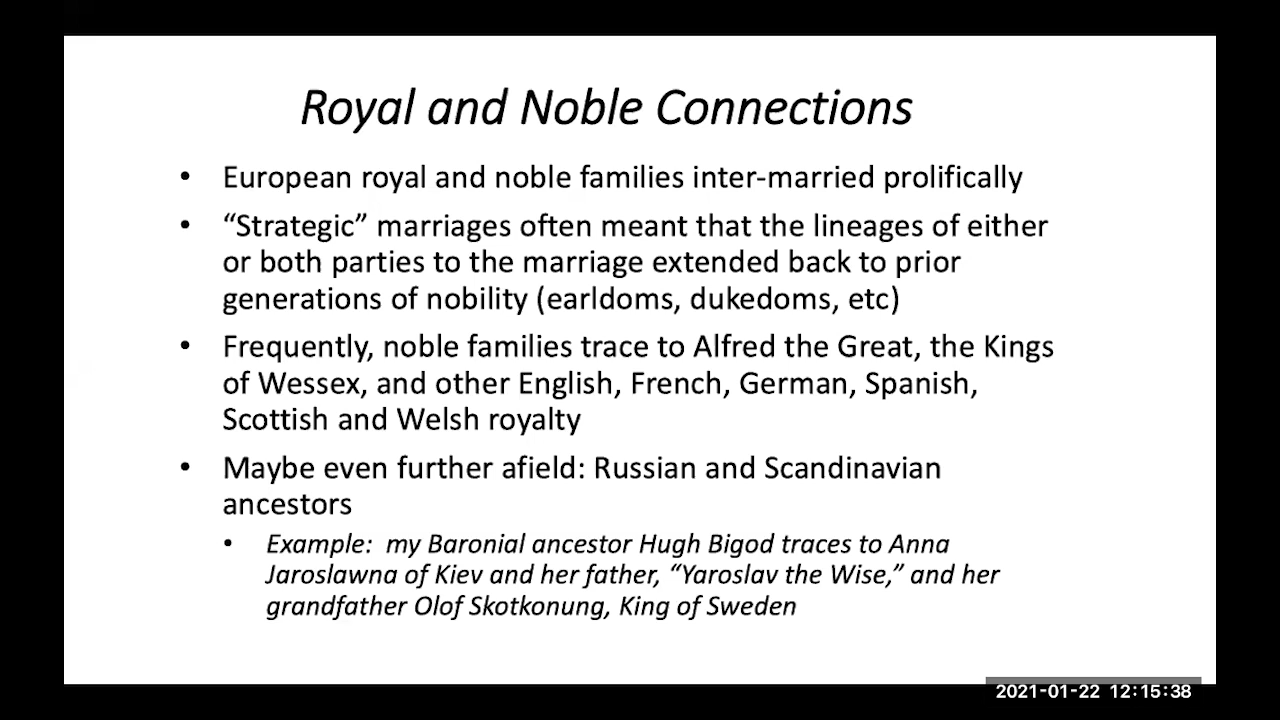 Royal and Noble Connections
• European royal and noble families inter-married prolifically
• “Strategic” marriages often meant that the lineages of either
or both parties to the marriage extended back to prior
generations of nobility (earldoms, dukedoms, etc)
• Frequently, noble families trace to Alfred the Great, the Kings
of Wessex, and other English, French, German, Spanish,
Scottish and Welsh royalty
• Maybe even further afield: Russian and Scandinavian
ancestors
• Example: my Baronial ancestor Hugh Bigod traces to Anna
Jaroslawna of Kiev and her father, “Yaroslav the Wise,” and her
grandfather Olof Skotkonung, King of Sweden
2021-01-22 12:15:38